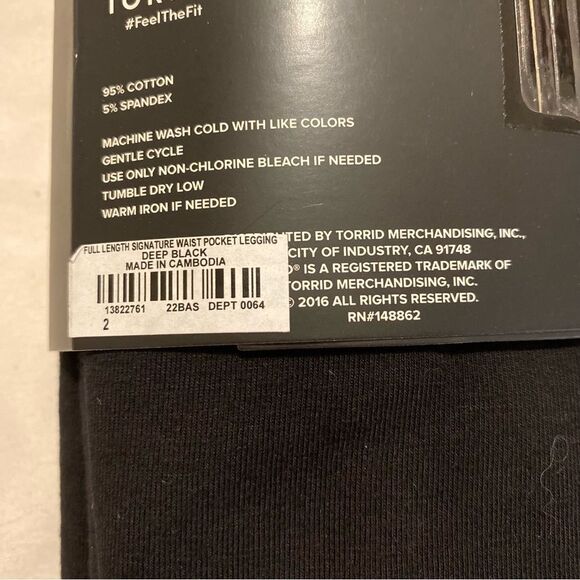 #FeelTheFit
95% COTTON
5% SPANDEX
MACHINE WASH COLD WITH LIKE COLORS
GENTLE CYCLE
USE ONLY NON-CHLORINE BLEACH IF NEEDED
TUMBLE DRY LOW
WARM IRON IF NEEDED
TED BY TORRID MERCHANDISING, INC.,
CITY OF INDUSTRY, CA 91748
® IS A REGISTERED TRADEMARK OF
TORRID MERCHANDISING, INC.
© 2016 ALL RIGHTS RESERVED.
RN#148862
FULL LENGTH SIGNATURE WAIST POCKET LEGGING
DEEP BLACK
MADE IN CAMBODIA
13822761 22BAS DEPT 0064
2